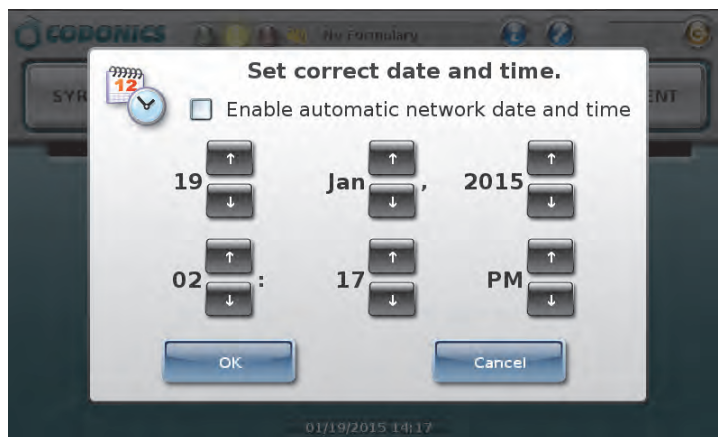 CODONICS No Formulary
12
Set correct date and time.
SYR
ENT
Enable automatic network date and time
19 Jan , 2015
02 : 17 PM
OK Cancel
01/19/2015 14:17